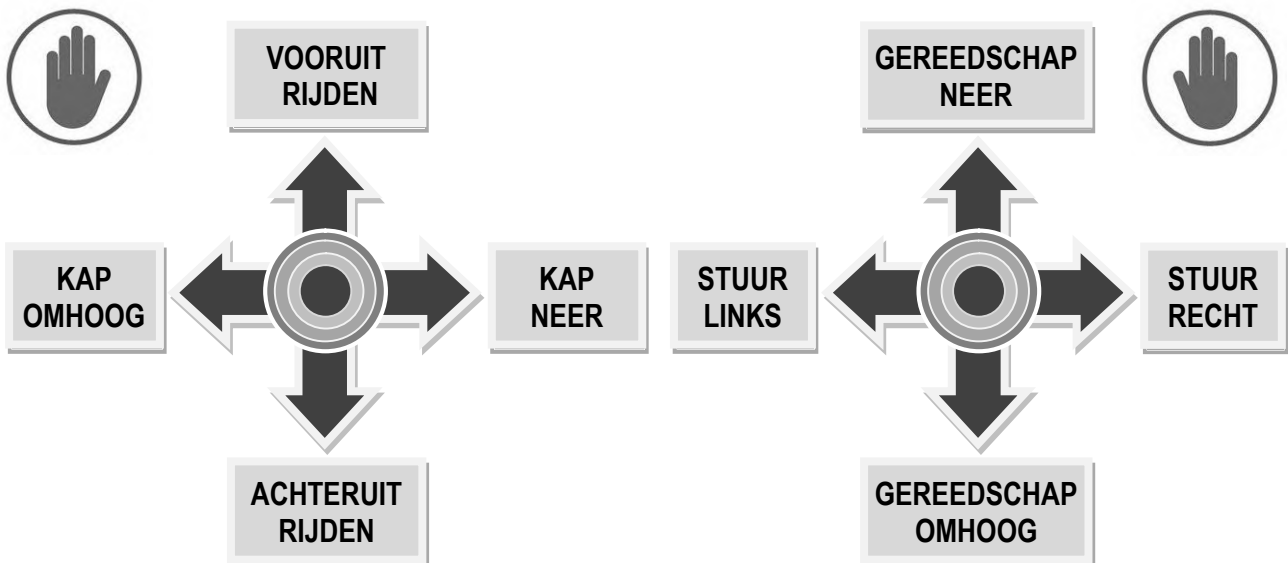 VOORUIT
RIJDEN
GEREEDSCHAP
NEER
KAP
OMHOOG
KAP
NEER
STUUR
LINKS
STUUR
RECHT
ACHTERUIT
RIJDEN
GEREEDSCHAP
OMHOOG